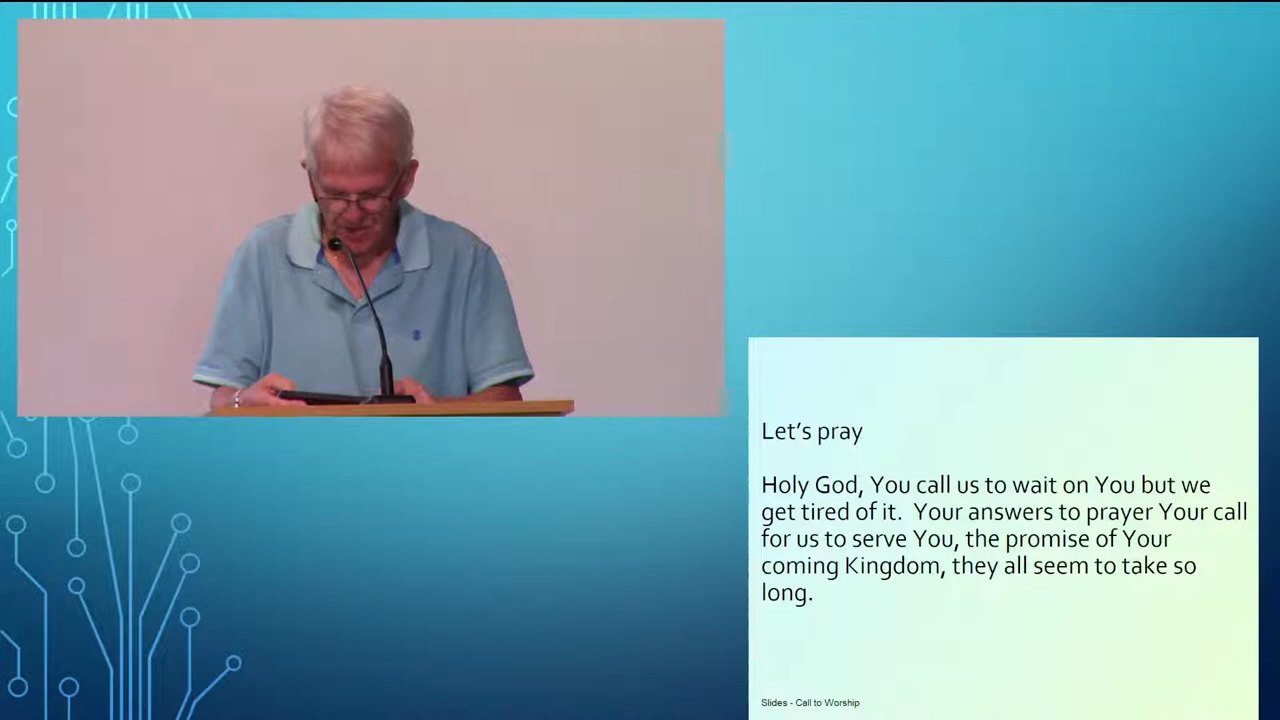 Let’s pray
Holy God, You call us to wait on You but we
get tired of it.  Your answers to prayer Your call
for us to serve You, the promise of Your
coming Kingdom, they all seem to take so
long.
Slides - Call to Worship